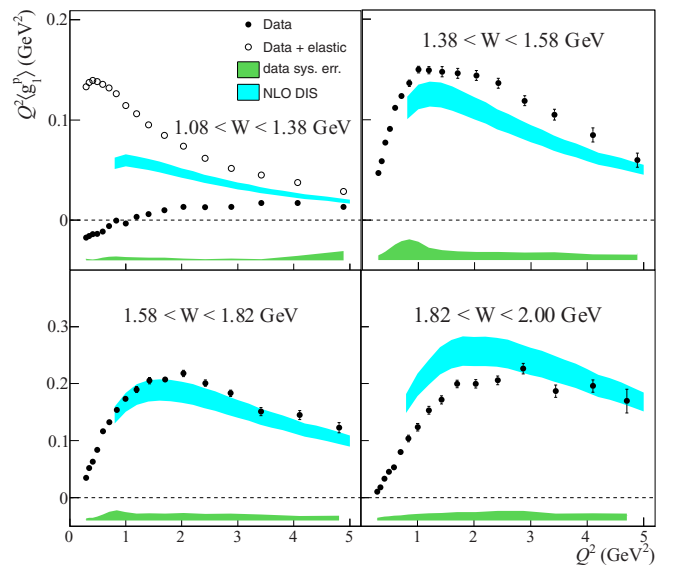 Q²⟨g₁ᵖ⟩ (GeV²)
Data
Data + elastic
data sys. err.
NLO DIS
1.08 < W < 1.38 GeV
1.38 < W < 1.58 GeV
0.2
0.1
0
1.58 < W < 1.82 GeV
1.82 < W < 2.00 GeV
0.3
0.2
0.1
0
0 1 2 3 4 5
1 2 3 4 5
Q² (GeV²)